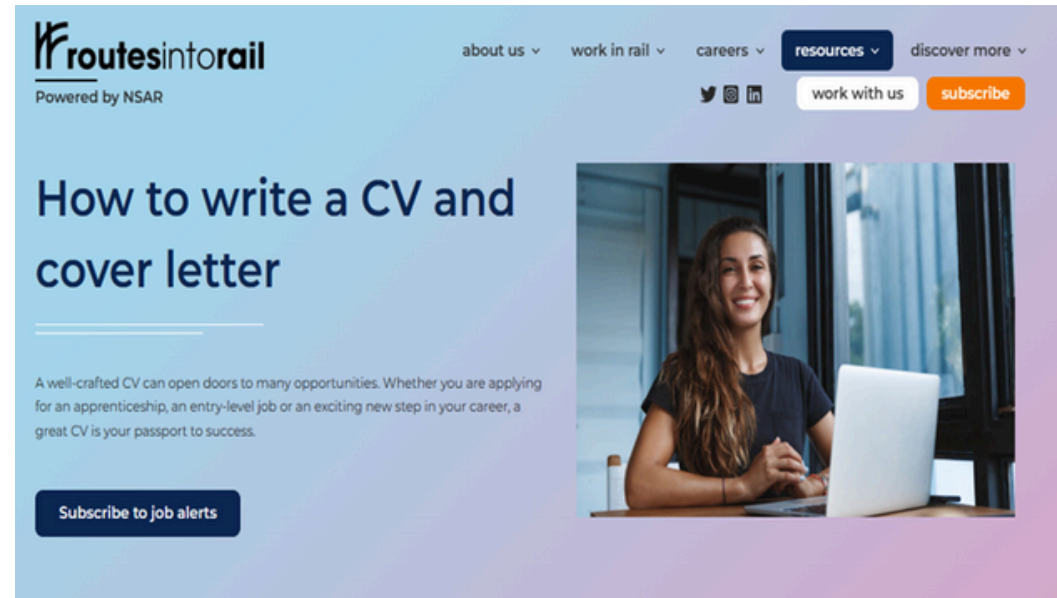 routesintorail
Powered by NSAR
about us
work in rail
careers
resources
discover more
work with us
subscribe
How to write a CV and
cover letter
A well-crafted CV can open doors to many opportunities. Whether you are applying
for an apprenticeship, an entry-level job or an exciting new step in your career, a
great CV is your passport to success.
Subscribe to job alerts